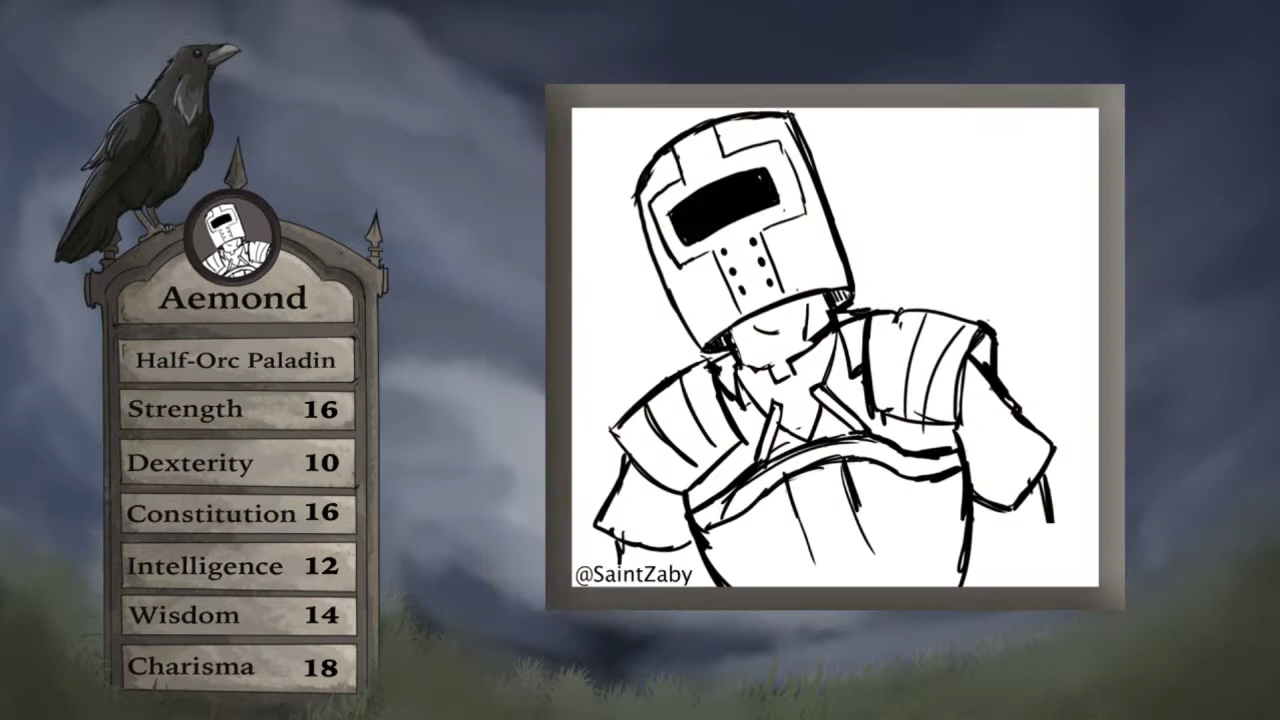 Aemond
Half-Orc Paladin
Strength 16
Dexterity 10
Constitution 16
Intelligence 12
Wisdom 14
Charisma 18
@SaintZaby